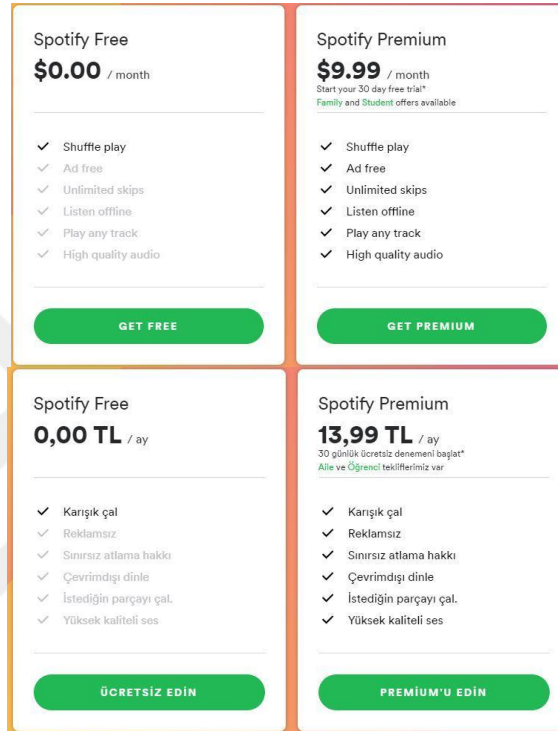 Spotify Free
$0.00 / month
Shuffle play
Ad free
Unlimited skips
Listen offline
Play any track
High quality audio
GET FREE
Spotify Premium
$9.99 / month
Start your 30 day free trial*
Family and Student offers available
Shuffle play
Ad free
Unlimited skips
Listen offline
Play any track
High quality audio
GET PREMIUM
Spotify Free
0,00 TL / ay
Karışık çal
Reklamsız
Sınırsız atlama hakkı
Çevrimdışı dinle
İstediğin parçayı çal.
Yüksek kaliteli ses
ÜCRETSİZ EDİN
Spotify Premium
13,99 TL / ay
30 günlük ücretsiz denemeni başlat*
Aile ve Öğrenci tekliflerimiz var
Karışık çal
Reklamsız
Sınırsız atlama hakkı
Çevrimdışı dinle
İstediğin parçayı çal.
Yüksek kaliteli ses
PREMİUM'U EDİN